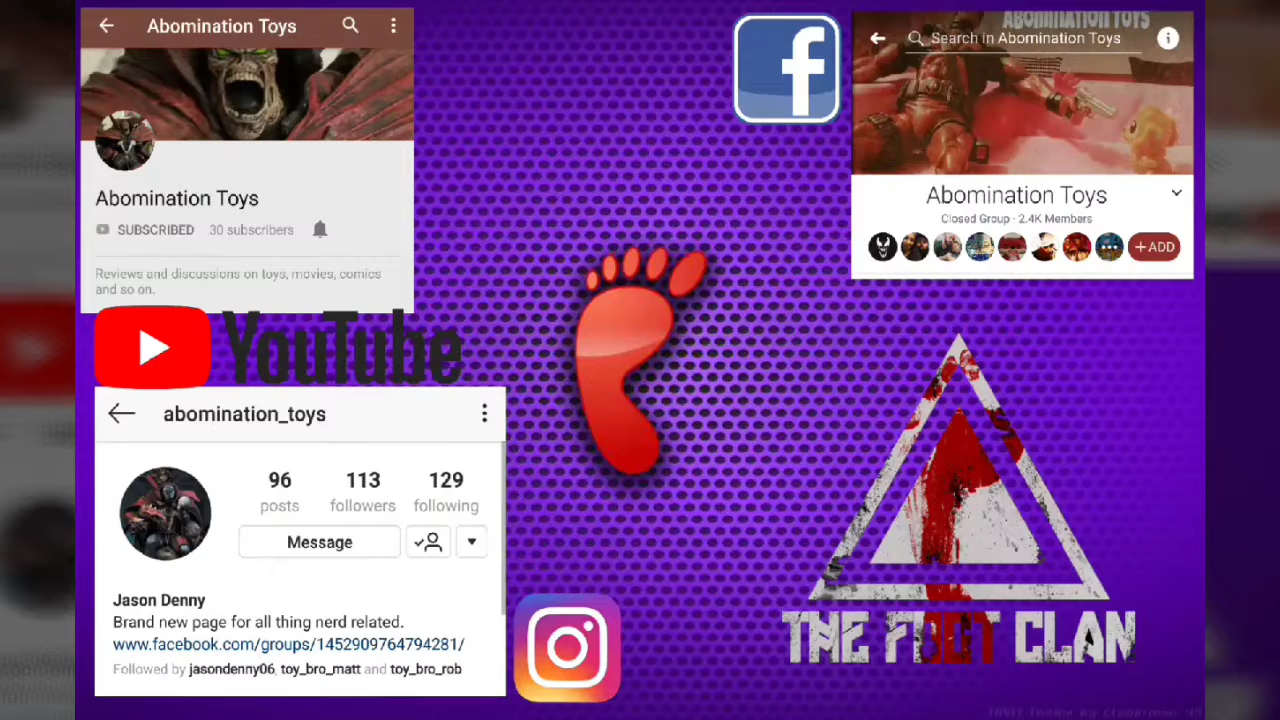 Abomination Toys
Abomination Toys
SUBSCRIBED 30 subscribers
Reviews and discussions on toys, movies, comics
and so on.
YouTube
abomination_toys
96 113 129
posts followers following
Message
Jason Denny
Brand new page for all thing nerd related.
www.facebook.com/groups/1452909764794281/
Followed by jasondenny06, toy_bro_matt and toy_bro_rob
f
ABOMINATION TOYS
Search in Abomination Toys
Abomination Toys
Closed Group · 2.4K Members
+ADD
THE FOOT CLAN